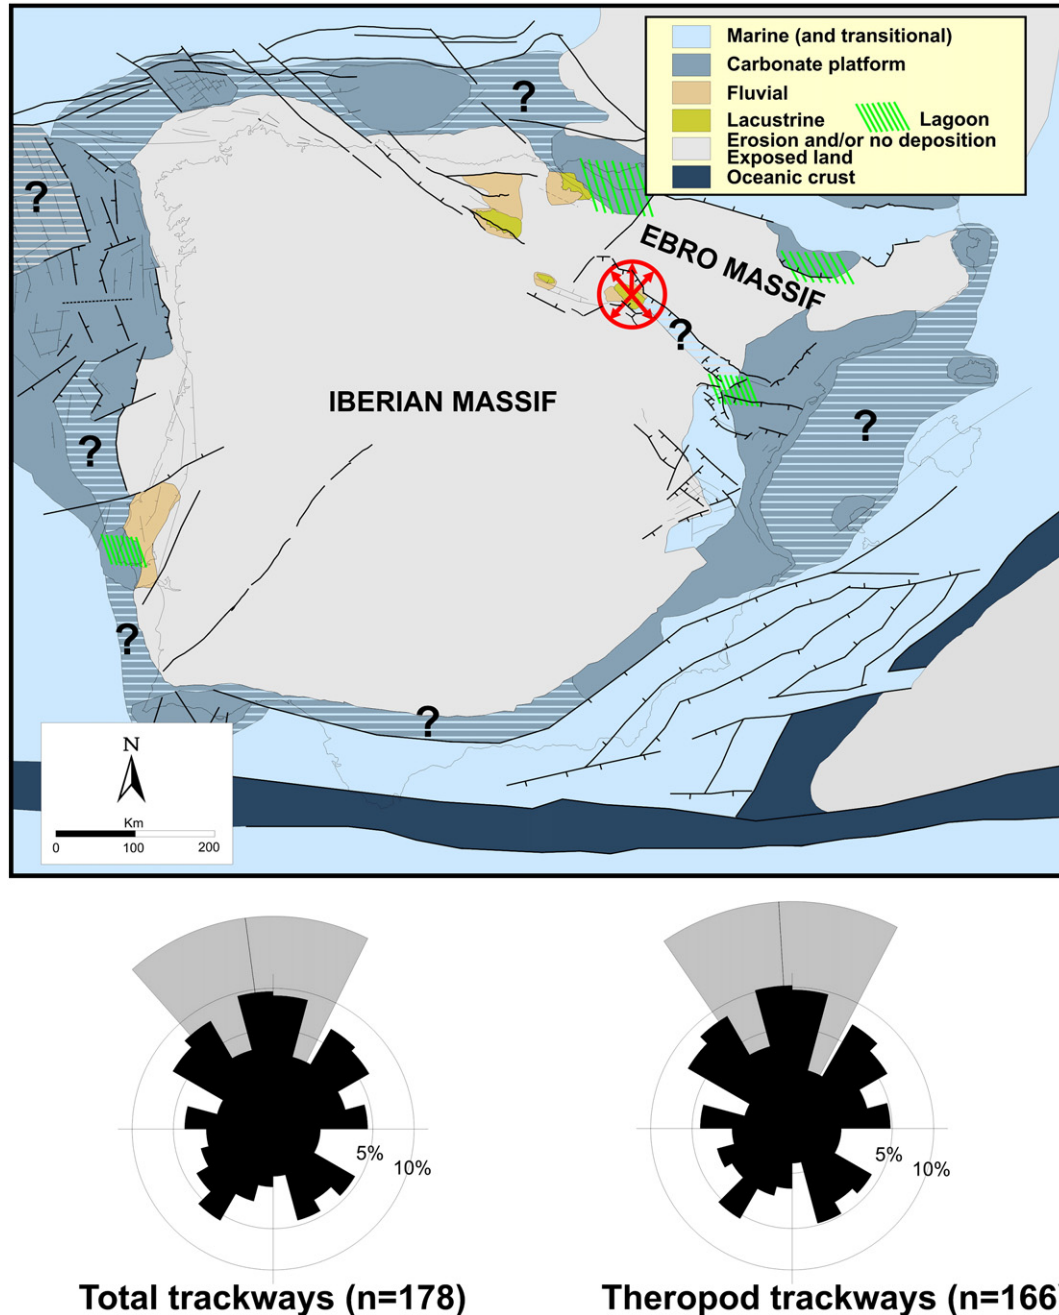 Marine (and transitional)
Carbonate platform
Fluvial
Lacustrine
Lagoon
Erosion and/or no deposition
Exposed land
Oceanic crust
?
?
EBRO MASSIF
?
IBERIAN MASSIF
?
?
?
?
N
Km
0 100 200
5%
10%
5%
10%
Total trackways (n=178)
Theropod trackways (n=166